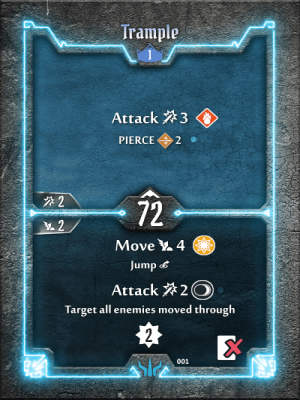 Trample
1
Attack 3
PIERCE 2
2
72
2
Move 4
Jump
Attack 2
Target all enemies moved through
2
001